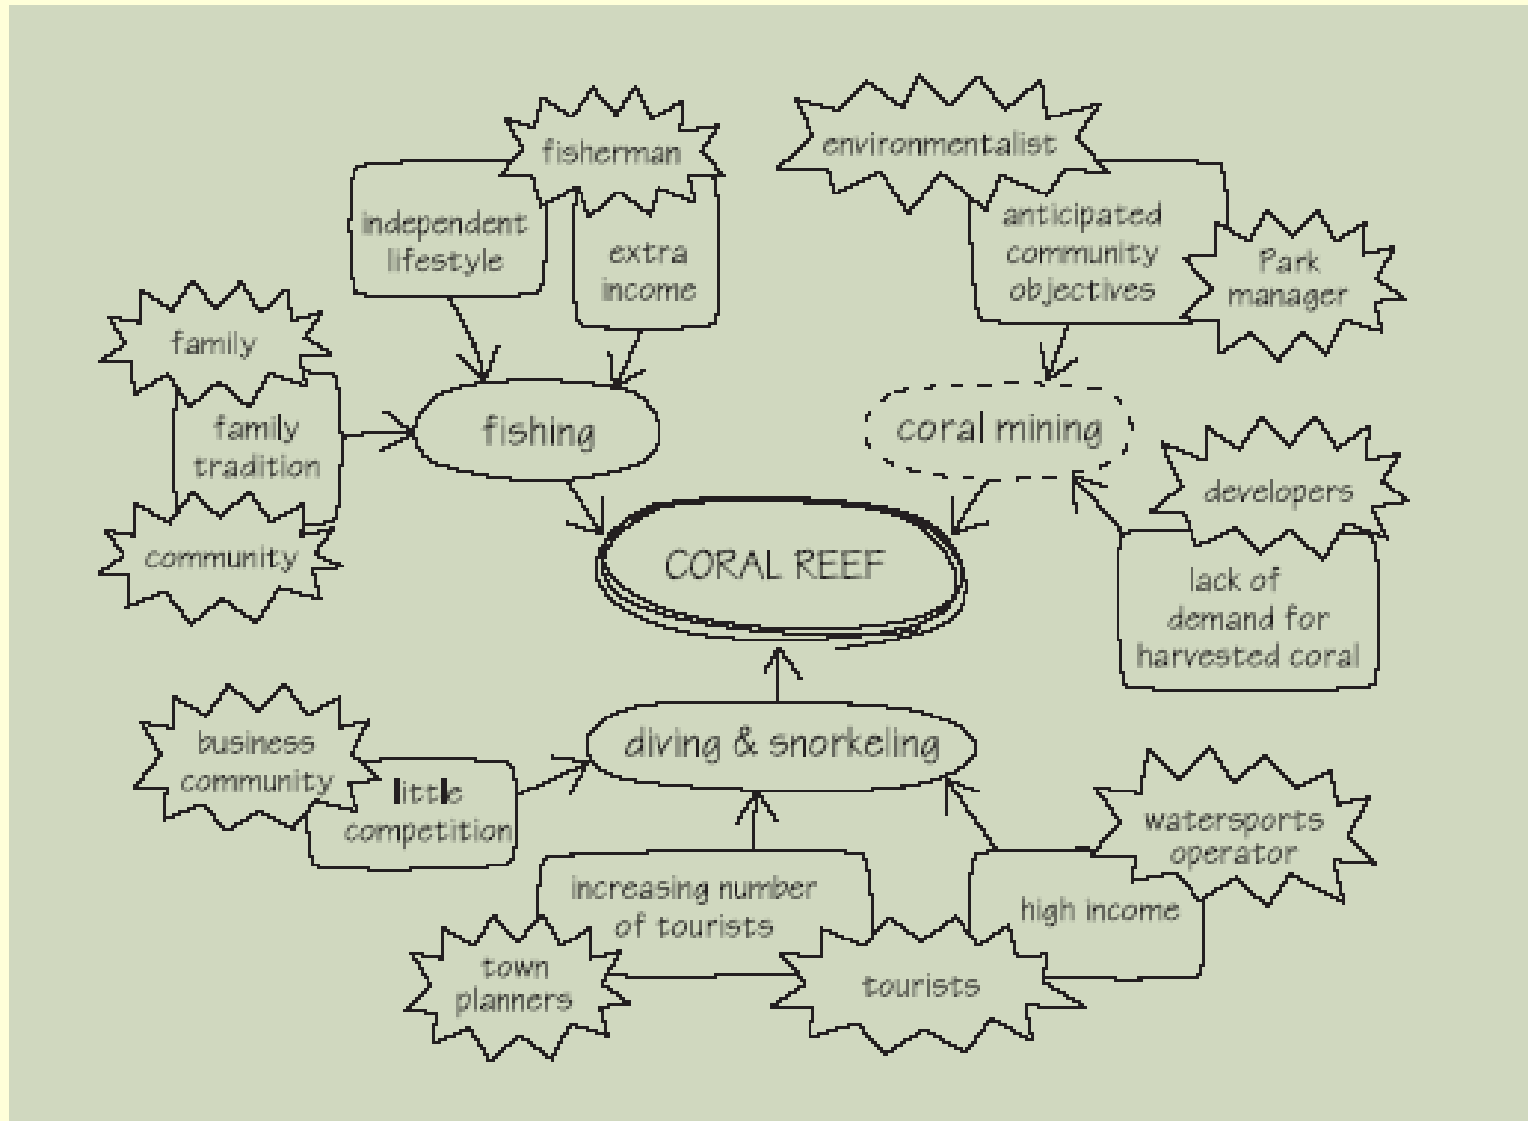 fisherman
independent
lifestyle
extra
income
environmentalist
anticipated
community
objectives
Park
manager
family
family
tradition
community
fishing
coral mining
developers
lack of
demand for
harvested coral
CORAL REEF
diving & snorkeling
business
community
little
competition
increasing number
of tourists
town
planners
tourists
high income
watersports
operator